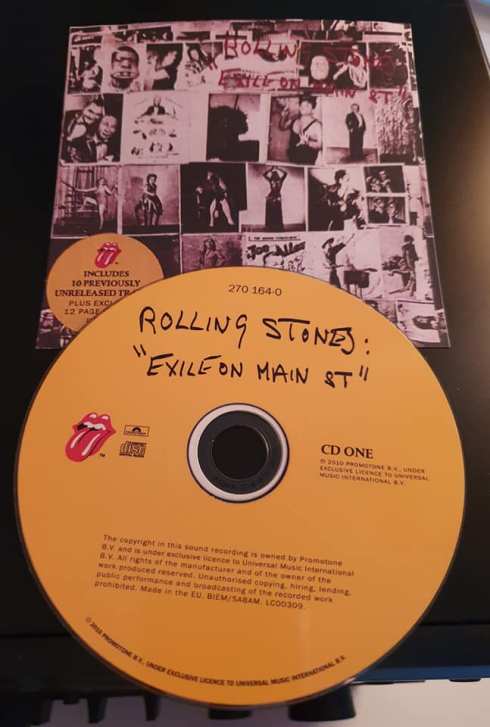 ROLLING STONES
"EXILE ON MAIN ST"
INCLUDES
10 PREVIOUSLY
UNRELEASED
PLUS
12 PAGE
270 164-0
ROLLING STONES:
"EXILE ON MAIN ST"
CD ONE
℗ 2010 PROMOTONE B.V., UNDER
EXCLUSIVE LICENCE TO UNIVERSAL
MUSIC INTERNATIONAL B.V.
The copyright in this sound recording is owned by Promotone
B.V. and is under exclusive licence to Universal Music International
B.V. All rights of the manufacturer and of the owner of the
work produced reserved. Unauthorised copying, hiring, lending,
public performance and broadcasting of the recorded work
prohibited. Made in the EU. BIEM/SABAM. LC00309.
© 2010 PROMOTONE B.V., UNDER EXCLUSIVE LICENCE TO UNIVERSAL MUSIC INTERNATIONAL B.V.